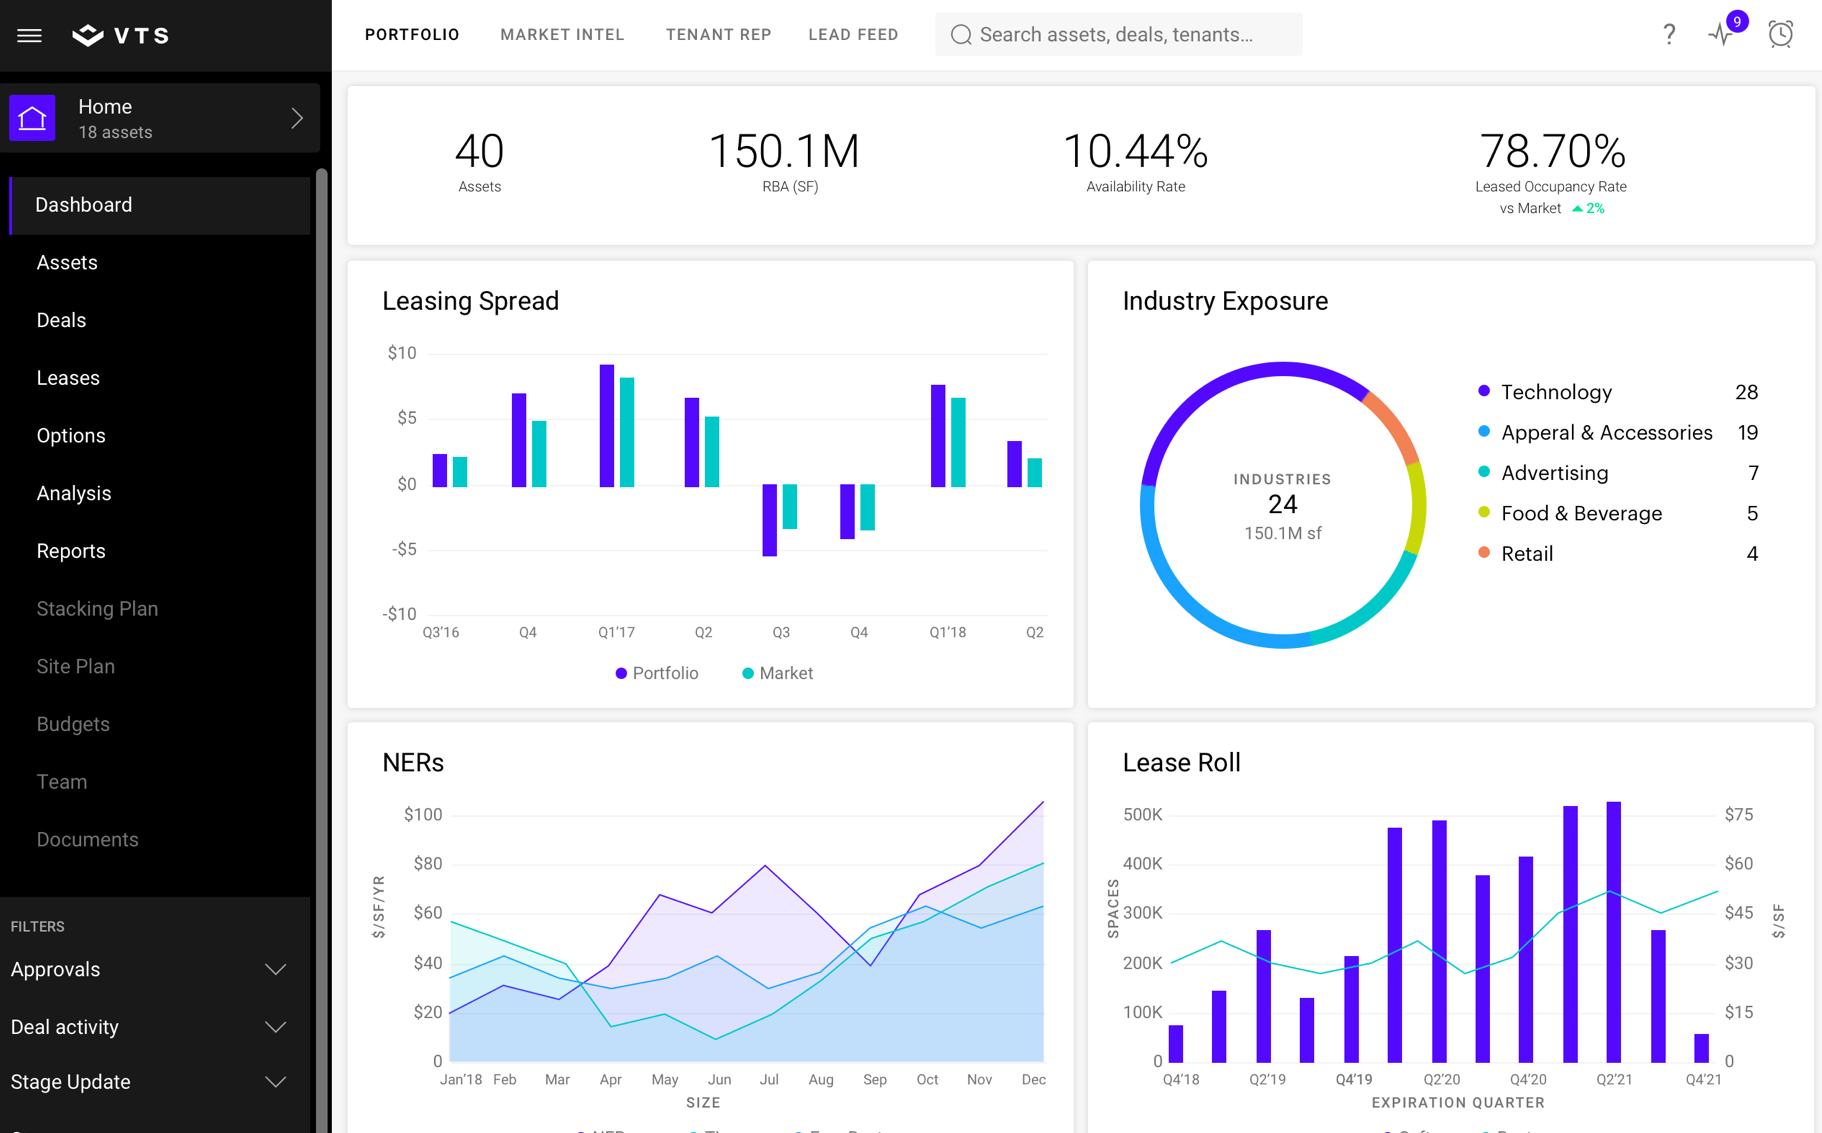 VTS
PORTFOLIO
MARKET INTEL
TENANT REP
LEAD FEED
Search assets, deals, tenants...
?
9
Home
18 assets
Dashboard
Assets
Deals
Leases
Options
Analysis
Reports
Stacking Plan
Site Plan
Budgets
Team
Documents
FILTERS
Approvals
Deal activity
Stage Update
40
Assets
150.1M
RBA (SF)
10.44%
Availability Rate
78.70%
Leased Occupancy Rate
vs Market 2%
Leasing Spread
$10
$5
$0
-$5
-$10
Q3'16 Q4 Q1'17 Q2 Q3 Q4 Q1'18 Q2
Portfolio Market
Industry Exposure
INDUSTRIES
24
150.1M sf
Technology 28
Apperal & Accessories 19
Advertising 7
Food & Beverage 5
Retail 4
NERs
$/SF/YR
$100
$80
$60
$40
$20
0
Jan'18 Feb Mar Apr May Jun Jul Aug Sep Oct Nov Dec
SIZE
Lease Roll
SPACES
500K
400K
300K
200K
100K
0
$75
$60
$45
$30
$15
0
$/SF
Q4'18 Q2'19 Q4'19 Q2'20 Q4'20 Q2'21 Q4'21
EXPIRATION QUARTER